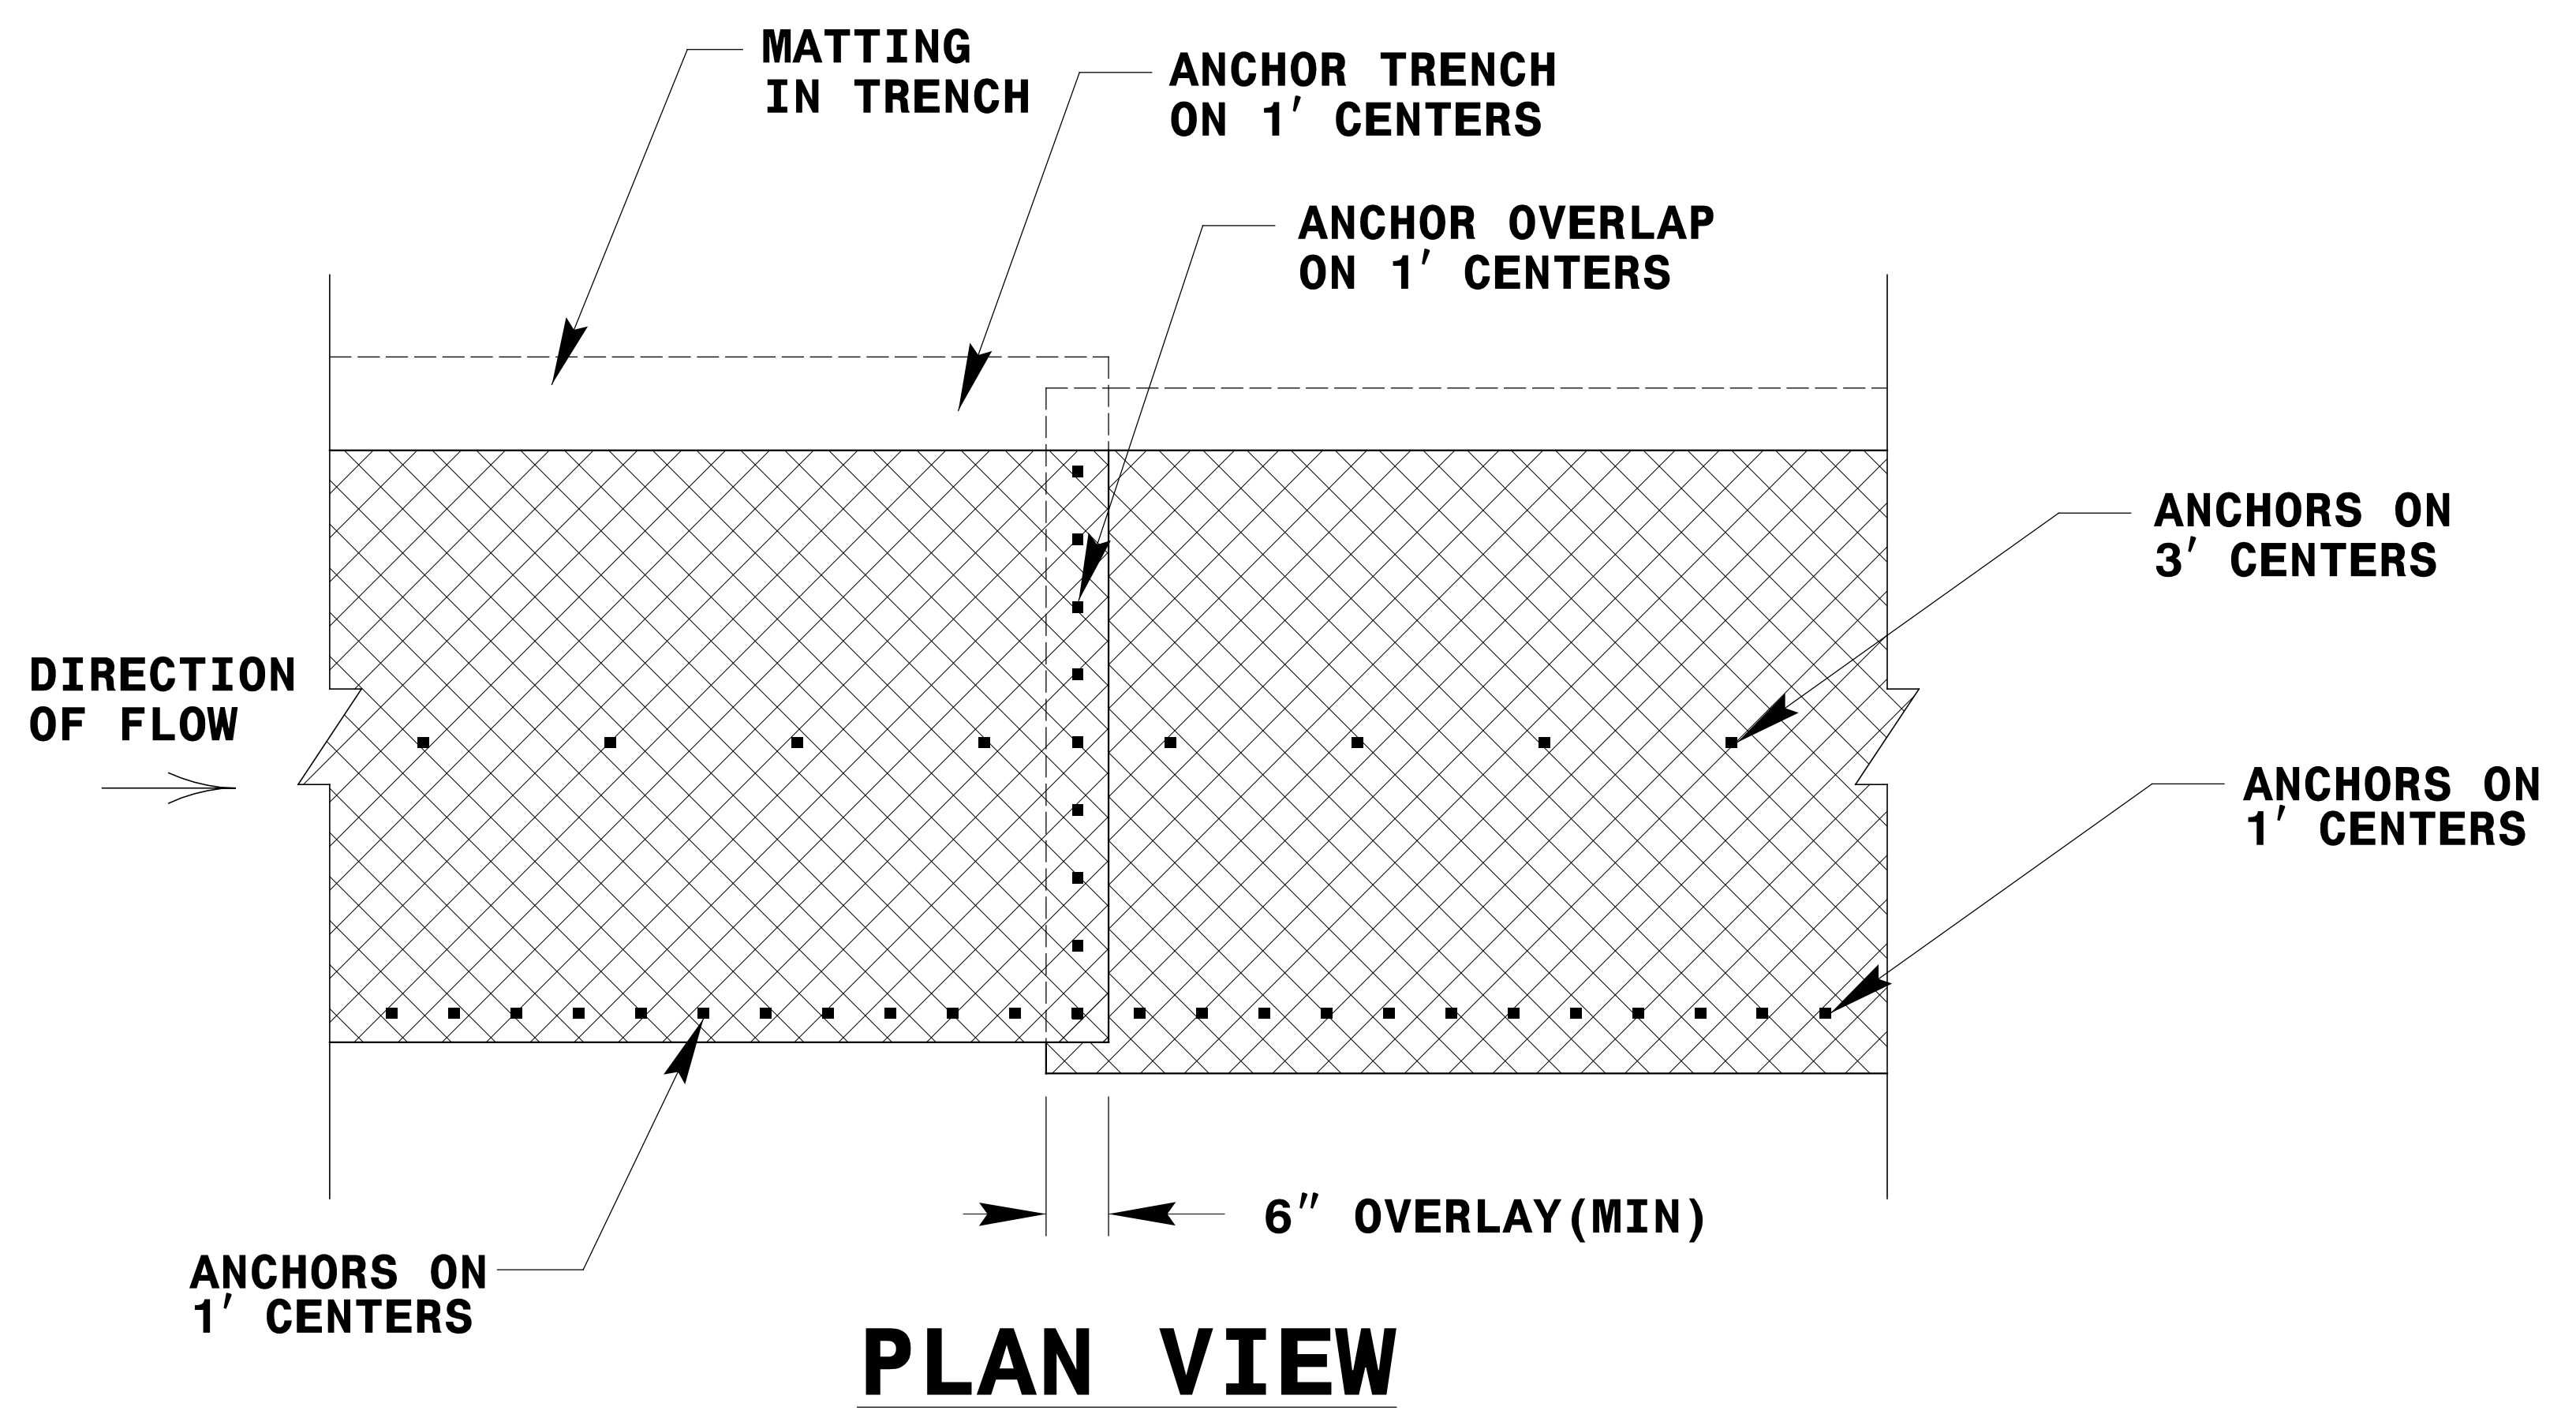 MATTING
IN TRENCH
ANCHOR TRENCH
ON 1' CENTERS
ANCHOR OVERLAP
ON 1' CENTERS
ANCHORS ON
3' CENTERS
DIRECTION
OF FLOW
ANCHORS ON
1' CENTERS
6" OVERLAY(MIN)
ANCHORS ON
1' CENTERS
PLAN VIEW